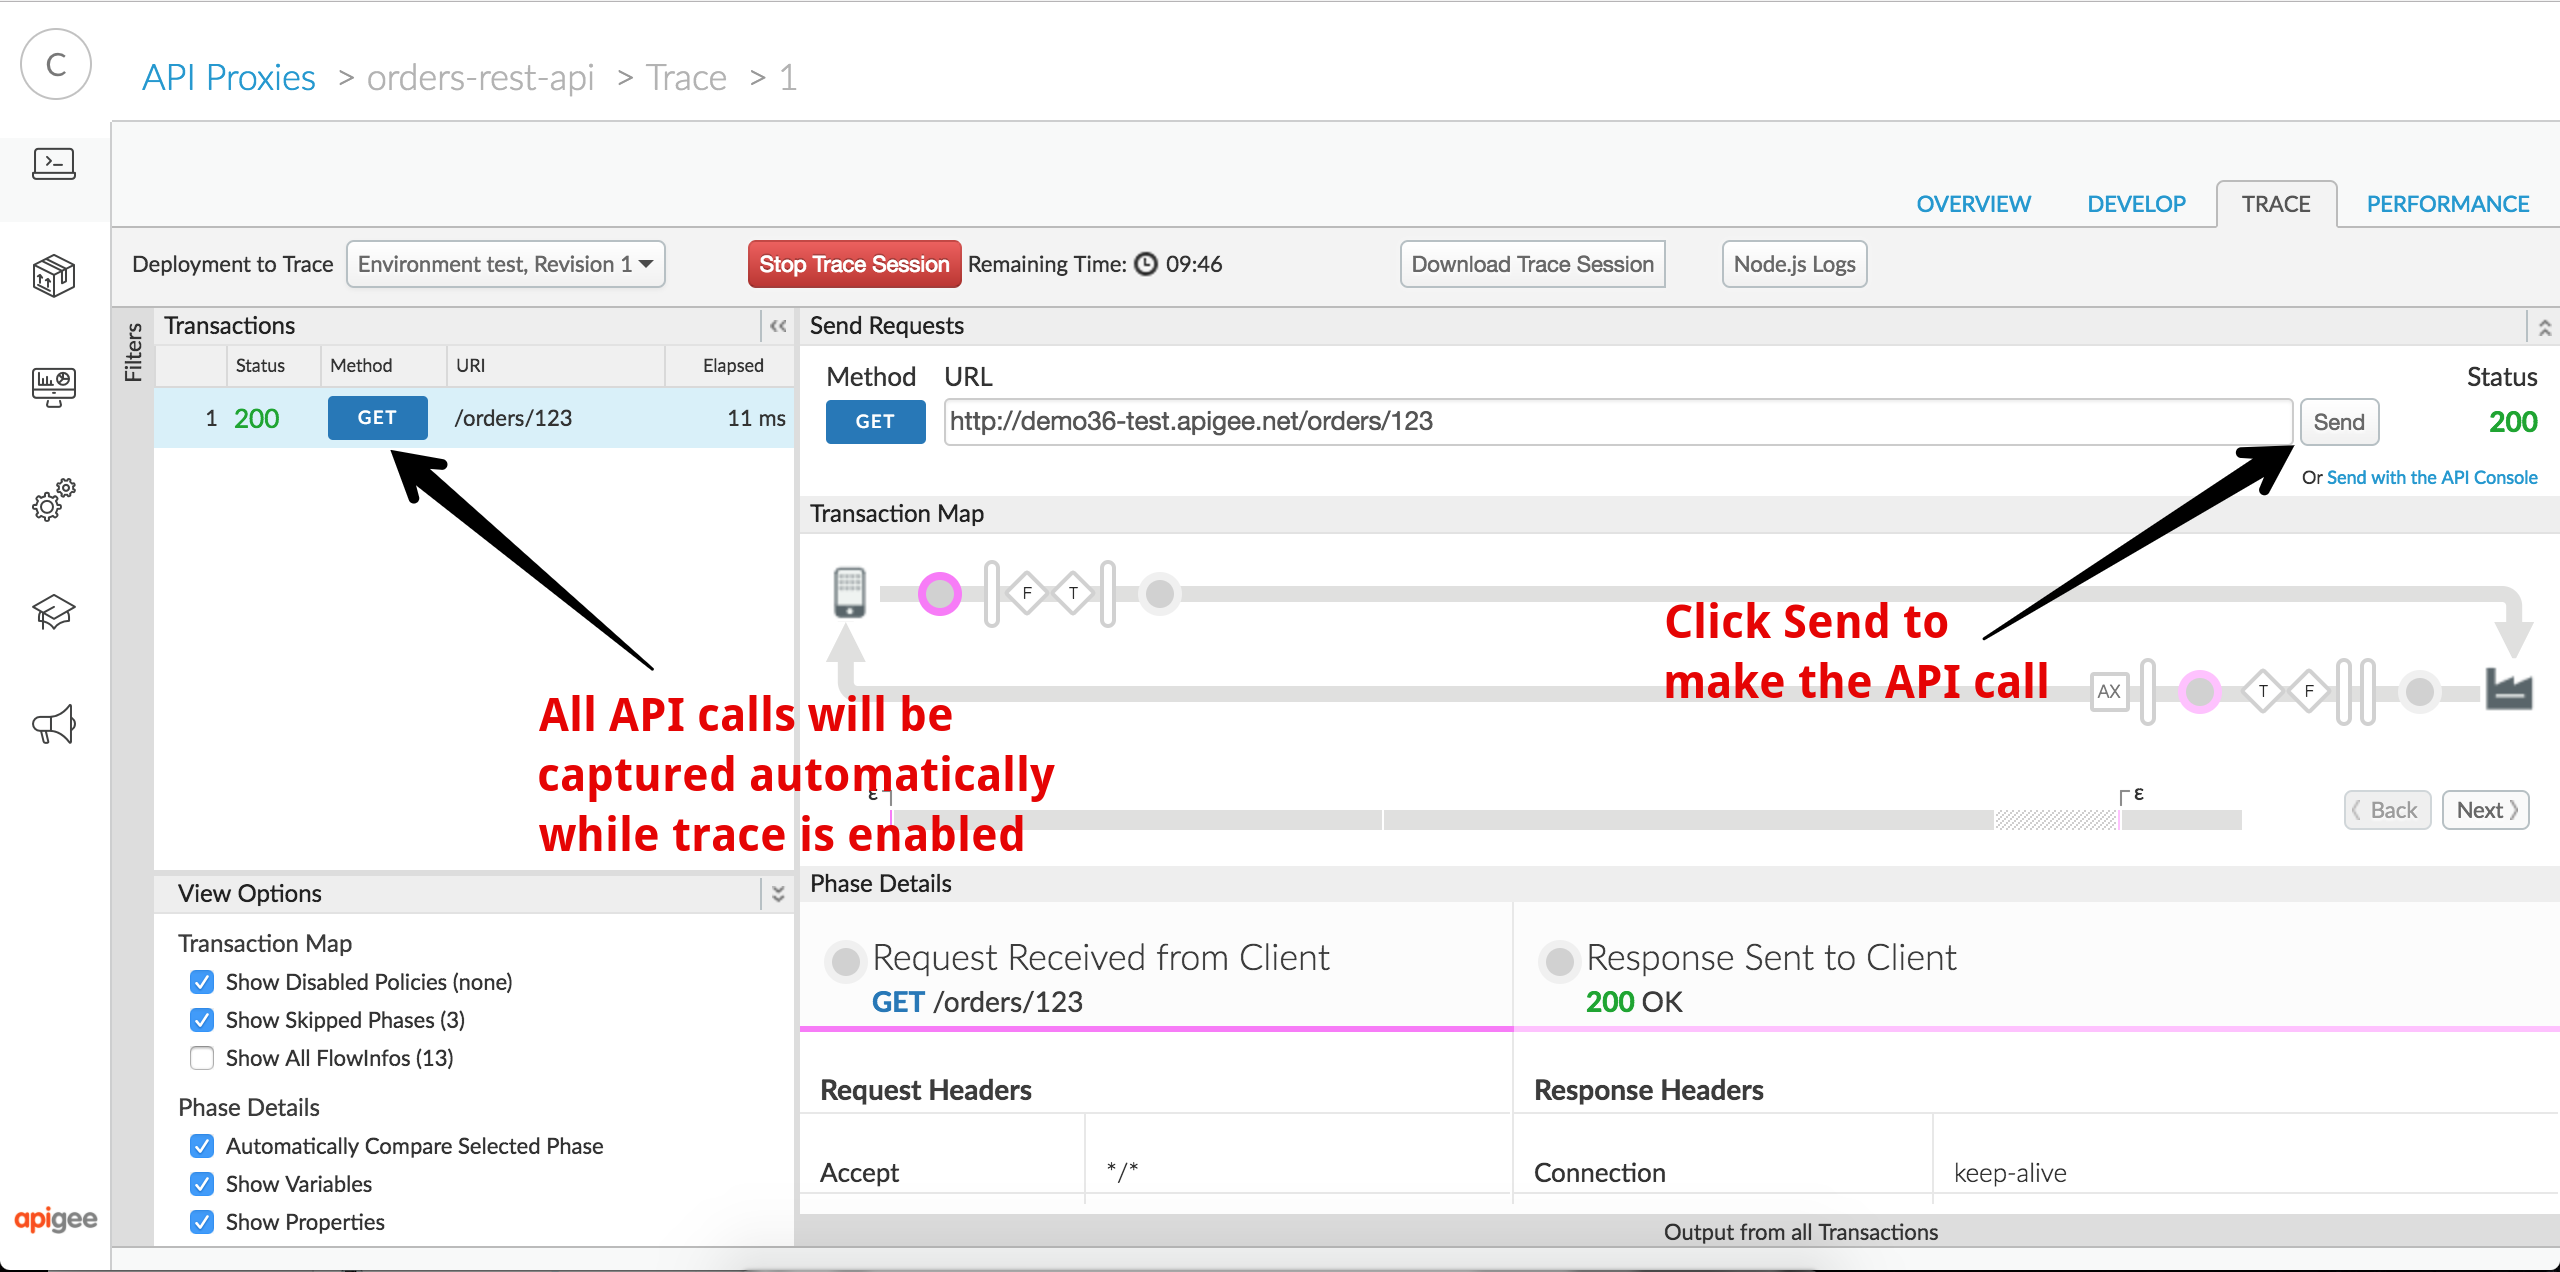 C
API Proxies > orders-rest-api > Trace > 1
OVERVIEW DEVELOP TRACE PERFORMANCE
Deployment to Trace Environment test, Revision 1 Stop Trace Session Remaining Time: 09:46 Download Trace Session Node.js Logs
Filters
Transactions
Status Method URI Elapsed
1 200 GET /orders/123 11 ms
All API calls will be
captured automatically
while trace is enabled
Send Requests
Method URL Status
GET http://demo36-test.apigee.net/orders/123 Send 200
Or Send with the API Console
Click Send to
make the API call
Transaction Map
F T
AX T F
ε ε
Back Next
View Options
Transaction Map
Show Disabled Policies (none)
Show Skipped Phases (3)
Show All FlowInfos (13)
Phase Details
Automatically Compare Selected Phase
Show Variables
Show Properties
Phase Details
Request Received from Client
GET /orders/123
Request Headers
Accept */*
Response Sent to Client
200 OK
Response Headers
Connection keep-alive
Output from all Transactions
apigee